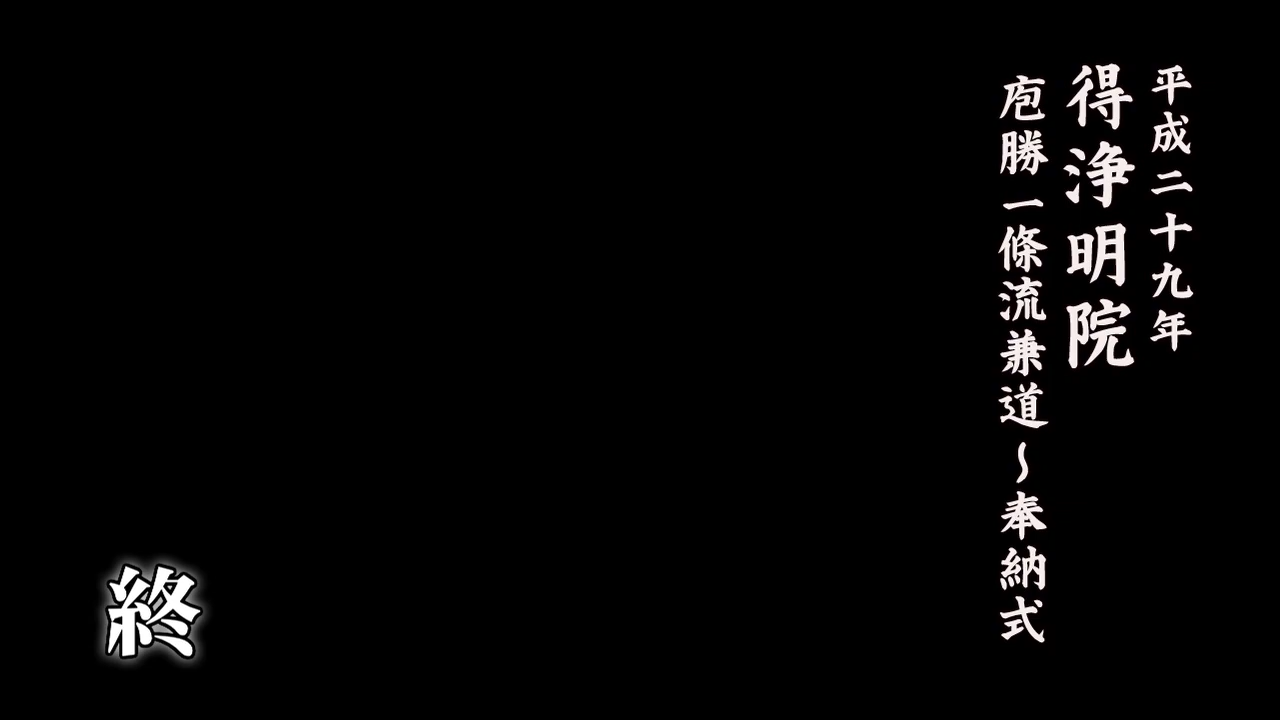 平成二十九年
得浄明院
庖勝一條流兼道～奉納式
終